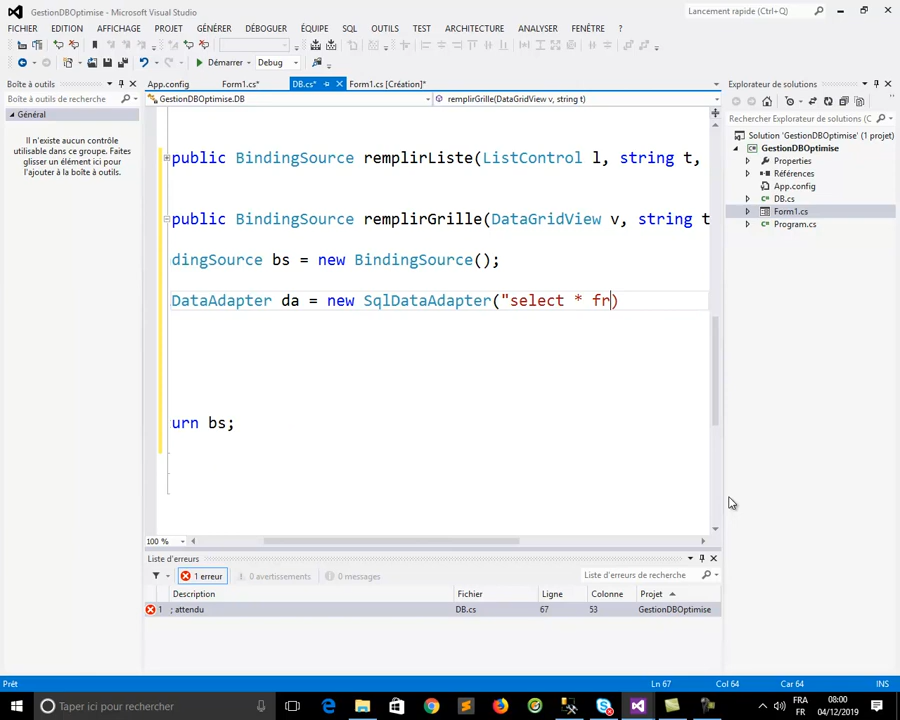 GestionDBOptimise - Microsoft Visual Studio
Lancement rapide (Ctrl+Q)
FICHIER EDITION AFFICHAGE PROJET GÉNÉRER DÉBOGUER ÉQUIPE SQL OUTILS TEST ARCHITECTURE ANALYSER FENÊTRE ?
Démarrer Debug
Boîte à outils
App.config Form1.cs* DB.cs* Form1.cs [Création]*
Explorateur de solutions
Boîte à outils de recherche
GestionDBOptimise.DB
remplirGrille(DataGridView v, string t)
Général
Rechercher Explorateur de solutions (C
Il n'existe aucun contrôle
utilisable dans ce groupe. Faites
glisser un élément ici pour
l'ajouter à la boîte à outils.
Solution 'GestionDBOptimise' (1 projet)
GestionDBOptimise
Properties
Références
App.config
DB.cs
Form1.cs
Program.cs
public BindingSource remplirListe(ListControl l, string t,
public BindingSource remplirGrille(DataGridView v, string t
dingSource bs = new BindingSource();
DataAdapter da = new SqlDataAdapter("select * fr)
urn bs;
100 %
Liste d'erreurs
1 erreur 0 avertissements 0 messages
Liste d'erreurs de recherche
Description Fichier Ligne Colonne Projet
1 ; attendu DB.cs 67 53 GestionDBOptimise
Prêt Ln 67 Col 64 Car 64 INS
Taper ici pour rechercher
FRA
FR
08:00
04/12/2019